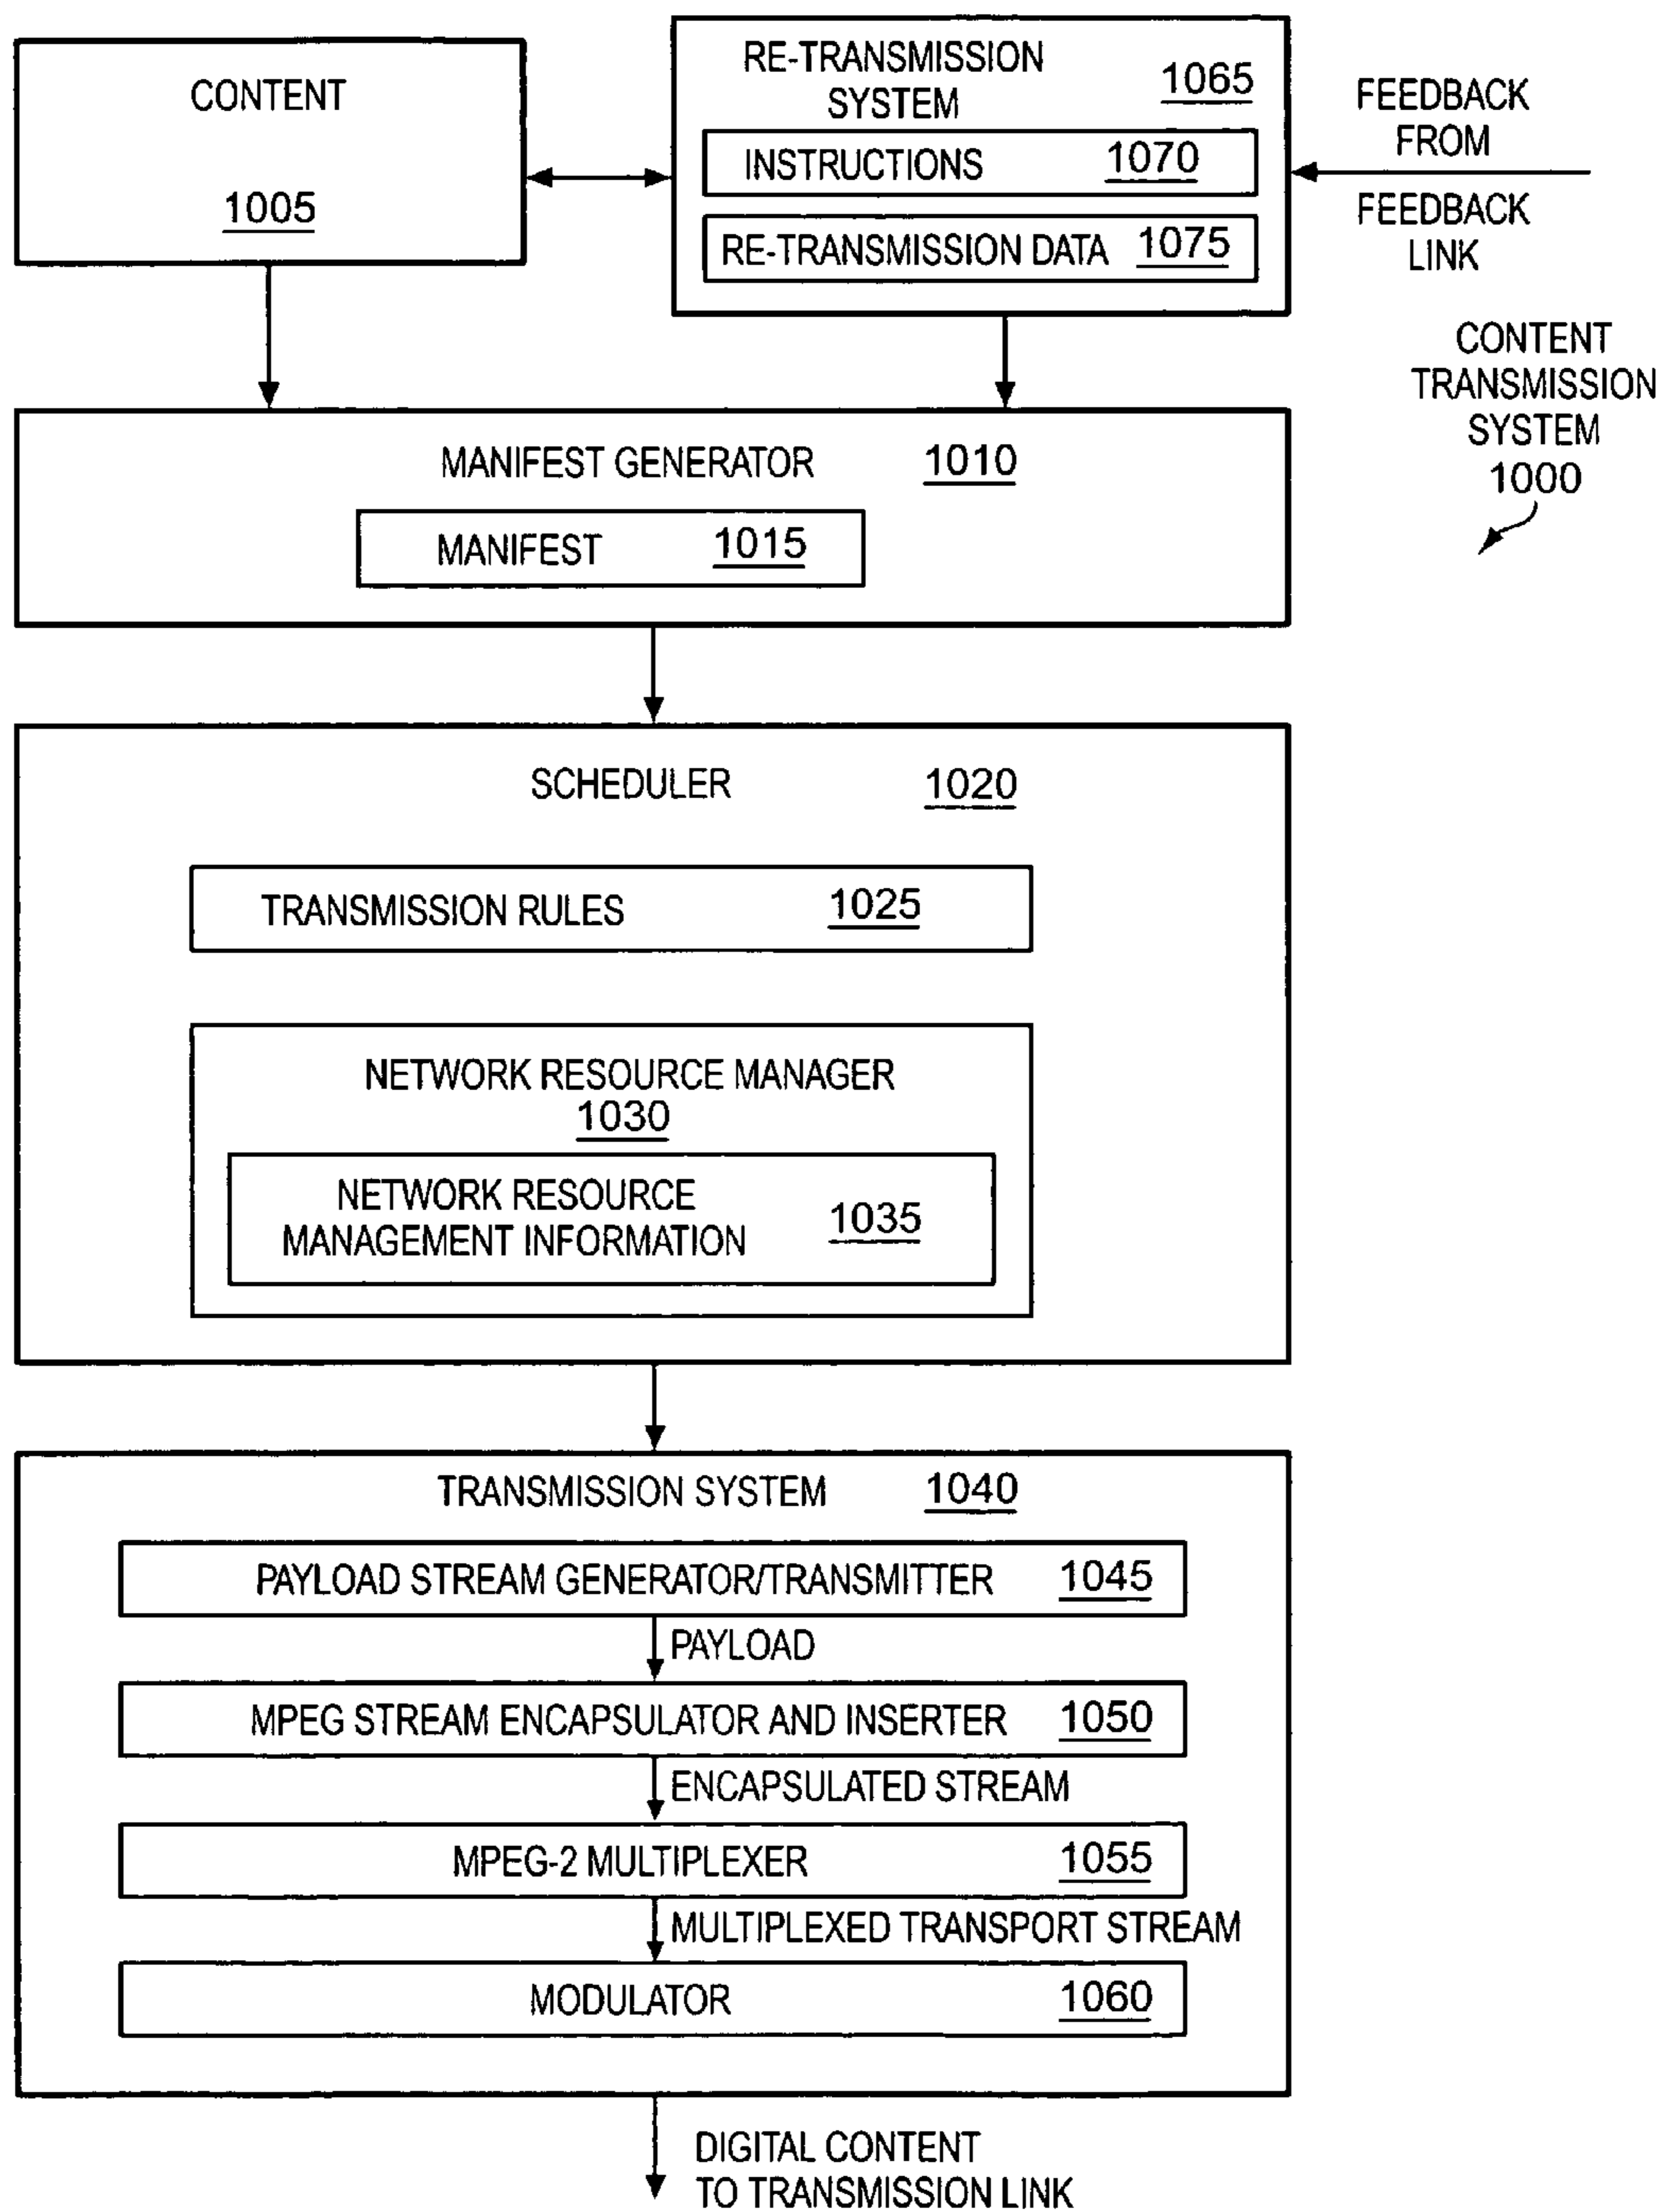 CONTENT
1005
RE-TRANSMISSION
SYSTEM
1065
INSTRUCTIONS 1070
RE-TRANSMISSION DATA 1075
FEEDBACK
FROM
FEEDBACK
LINK
CONTENT
TRANSMISSION
SYSTEM
1000
MANIFEST GENERATOR 1010
MANIFEST 1015
SCHEDULER 1020
TRANSMISSION RULES 1025
NETWORK RESOURCE MANAGER
1030
NETWORK RESOURCE
MANAGEMENT INFORMATION
1035
TRANSMISSION SYSTEM 1040
PAYLOAD STREAM GENERATOR/TRANSMITTER 1045
PAYLOAD
MPEG STREAM ENCAPSULATOR AND INSERTER 1050
ENCAPSULATED STREAM
MPEG-2 MULTIPLEXER 1055
MULTIPLEXED TRANSPORT STREAM
MODULATOR 1060
DIGITAL CONTENT
TO TRANSMISSION LINK